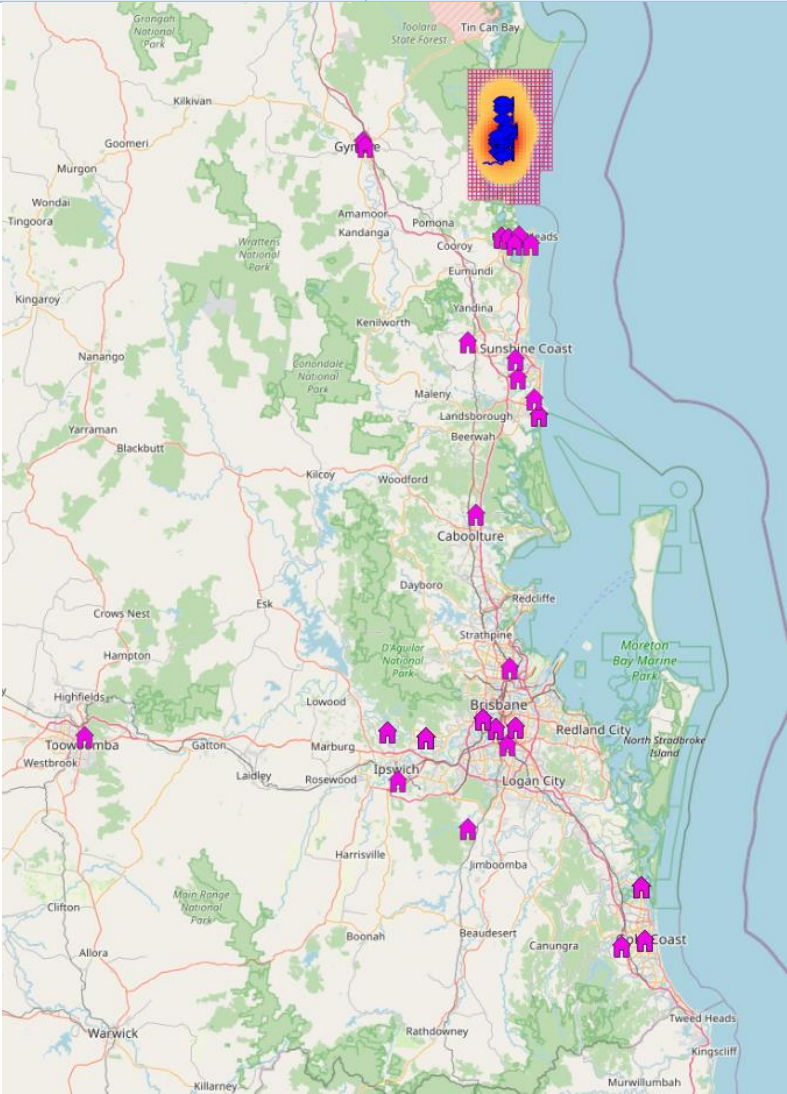 Grongah
National
Park
Toolara
State Forest
Tin Can Bay
Kilkivan
Goomeri
Murgon
Wondai
Tingoora
Kingaroy
Nanango
Yarraman
Blackbutt
Amamoor
Kandanga
Pomona
Cooroy
Eumundi
Yandina
Wrattens
National
Park
Kenilworth
Sunshine Coast
Conondale
National
Park
Maleny
Landsborough
Beerwah
Kilcoy
Woodford
Caboolture
Dayboro
Redcliffe
Strathpine
Crows Nest
Esk
Hampton
D'Aguilar
National
Park
Moreton
Bay Marine
Park
Highfields
Lowood
Brisbane
Redland City
North Stradbroke
Island
Toowoomba
Westbrook
Gatton
Marburg
Laidley
Rosewood
Ipswich
Logan City
Harrisville
Jimboomba
Main Range
National
Park
Clifton
Boonah
Beaudesert
Canungra
Allora
Warwick
Rathdowney
Tweed Heads
Kingscliff
Killarney
Murwillumbah